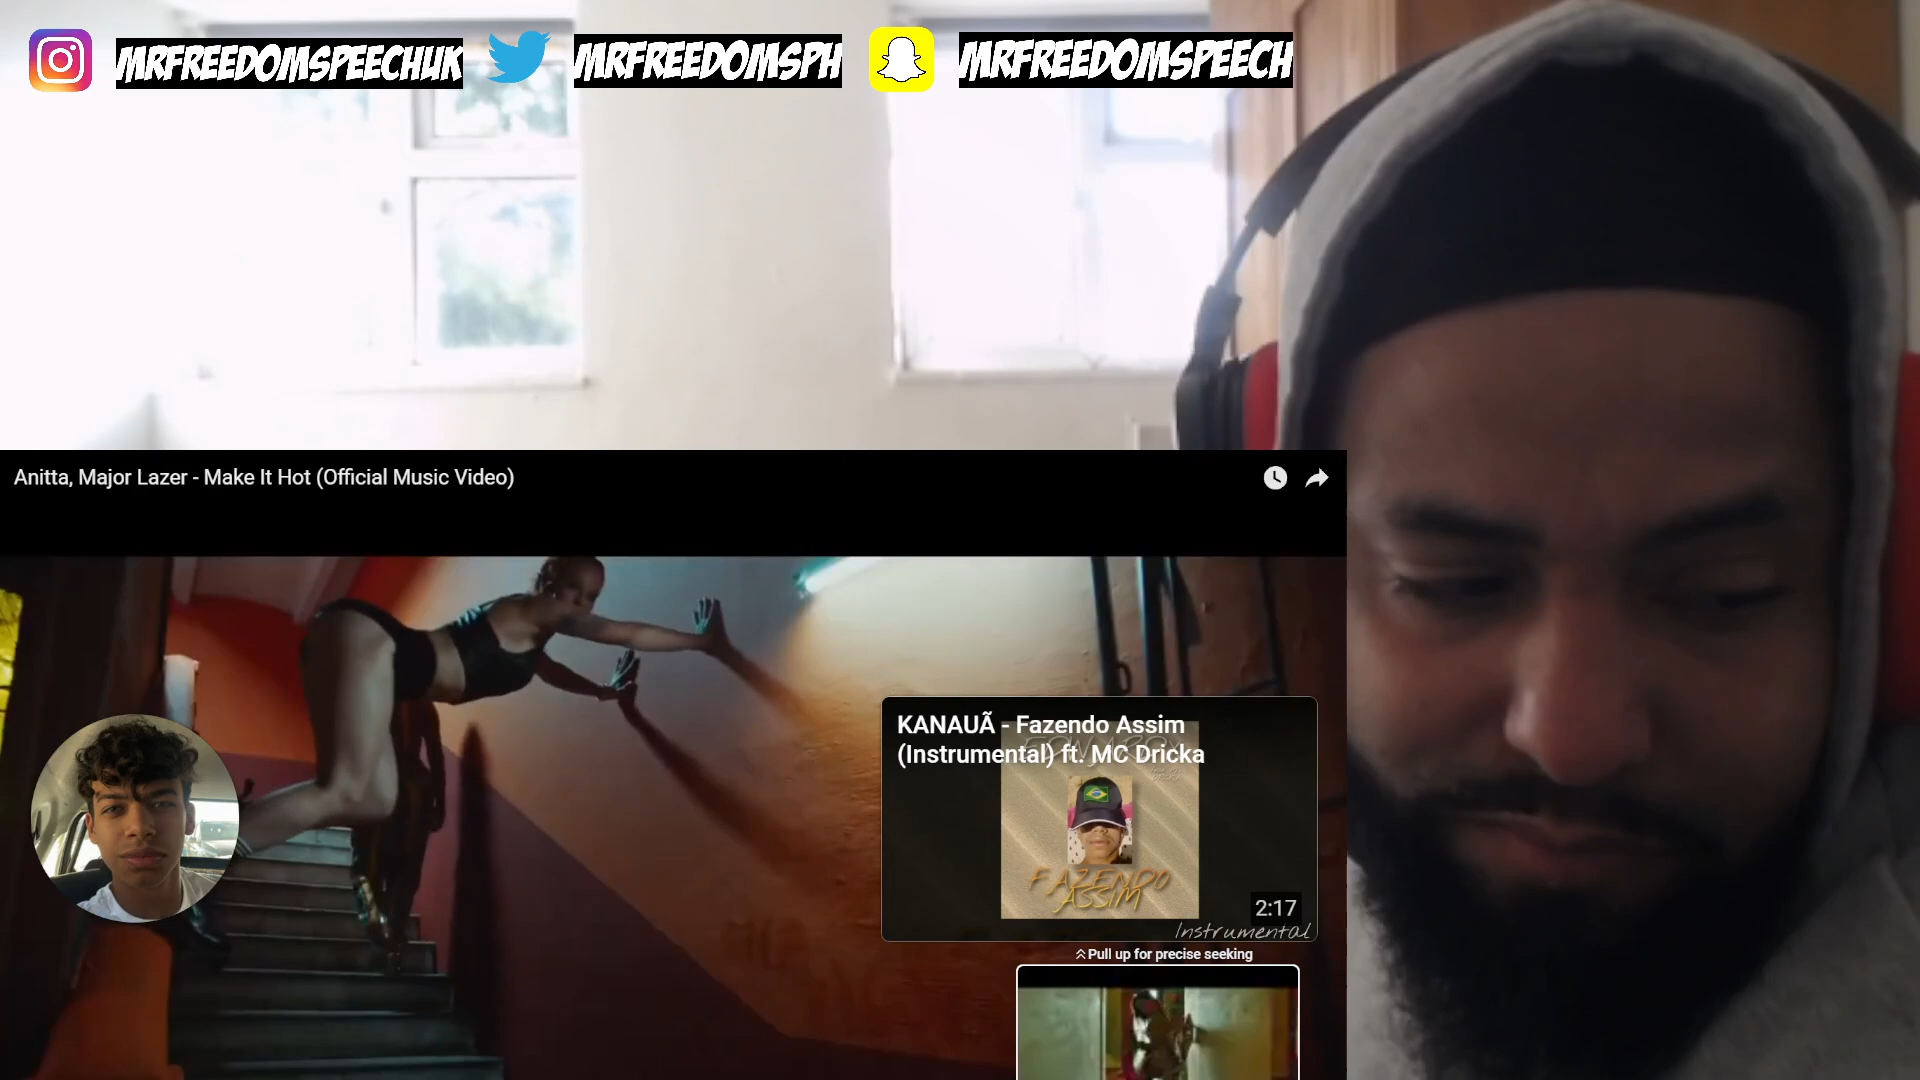 MRFREEDOMSPEECHUK
MRFREEDOMSPH
MRFREEDOMSPEECH
Anitta, Major Lazer - Make It Hot (Official Music Video)
KANAUÃ - Fazendo Assim
(Instrumental) ft. MC Dricka
FAZENDO
ASSIM
2:17
Instrumental
Pull up for precise seeking